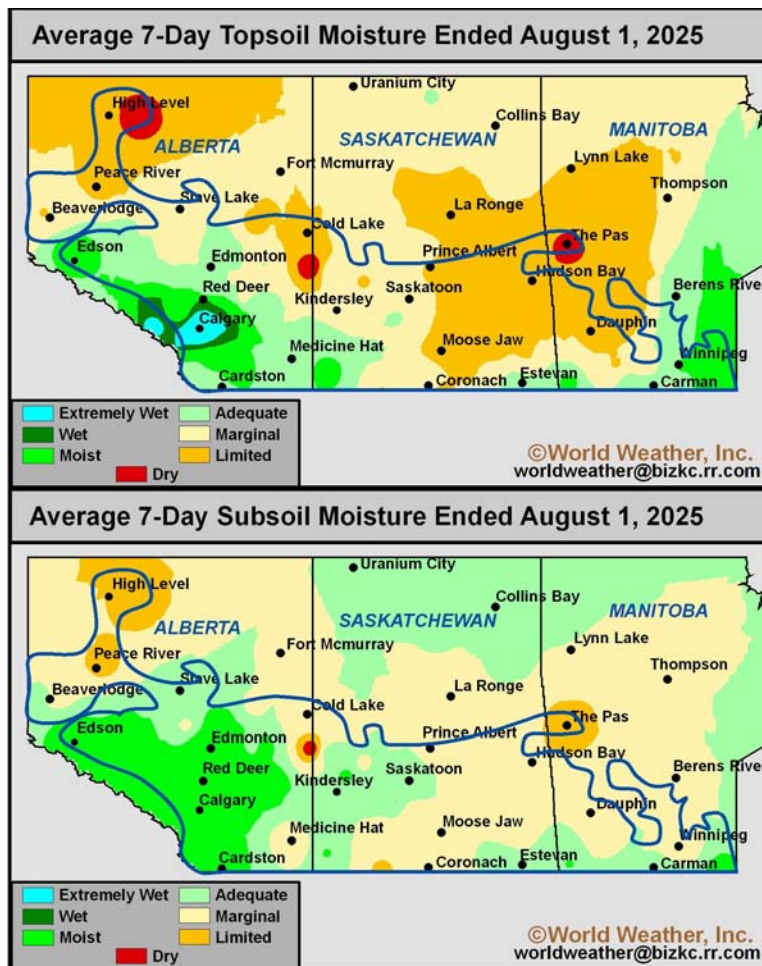 Average 7-Day Topsoil Moisture Ended August 1, 2025
Uranium City
High Level
Collins Bay
ALBERTA
SASKATCHEWAN
MANITOBA
Fort Mcmurray
Lynn Lake
Peace River
Thompson
Beaverlodge
Slave Lake
La Ronge
Cold Lake
The Pas
Edson
Edmonton
Prince Albert
Hudson Bay
Red Deer
Kindersley
Saskatoon
Berens River
Calgary
Dauphin
Medicine Hat
Moose Jaw
Winnipeg
Cardston
Coronach
Estevan
Carman
Extremely Wet
Adequate
Wet
Marginal
Moist
Limited
Dry
©World Weather, Inc.
worldweather@bizkc.rr.com
Average 7-Day Subsoil Moisture Ended August 1, 2025
Uranium City
High Level
Collins Bay
ALBERTA
SASKATCHEWAN
MANITOBA
Fort Mcmurray
Lynn Lake
Peace River
Thompson
Beaverlodge
Slave Lake
La Ronge
Cold Lake
The Pas
Edson
Edmonton
Prince Albert
Hudson Bay
Red Deer
Kindersley
Saskatoon
Berens River
Calgary
Dauphin
Medicine Hat
Moose Jaw
Winnipeg
Cardston
Coronach
Estevan
Carman
Extremely Wet
Adequate
Wet
Marginal
Moist
Limited
Dry
©World Weather, Inc.
worldweather@bizkc.rr.com